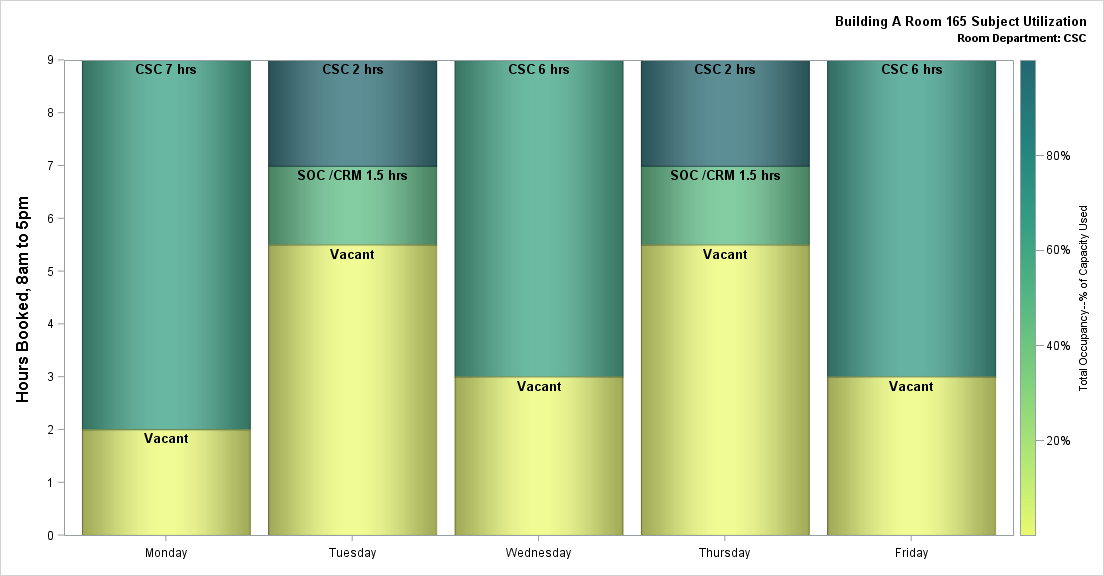 Building A Room 165 Subject Utilization
Room Department: CSC
Hours Booked, 8am to 5pm
9
8
7
6
5
4
3
2
1
0
CSC 7 hrs
Vacant
CSC 2 hrs
SOC /CRM 1.5 hrs
Vacant
CSC 6 hrs
Vacant
CSC 2 hrs
SOC /CRM 1.5 hrs
Vacant
CSC 6 hrs
Vacant
Monday
Tuesday
Wednesday
Thursday
Friday
80%
60%
40%
20%
Total Occupancy--% of Capacity Used